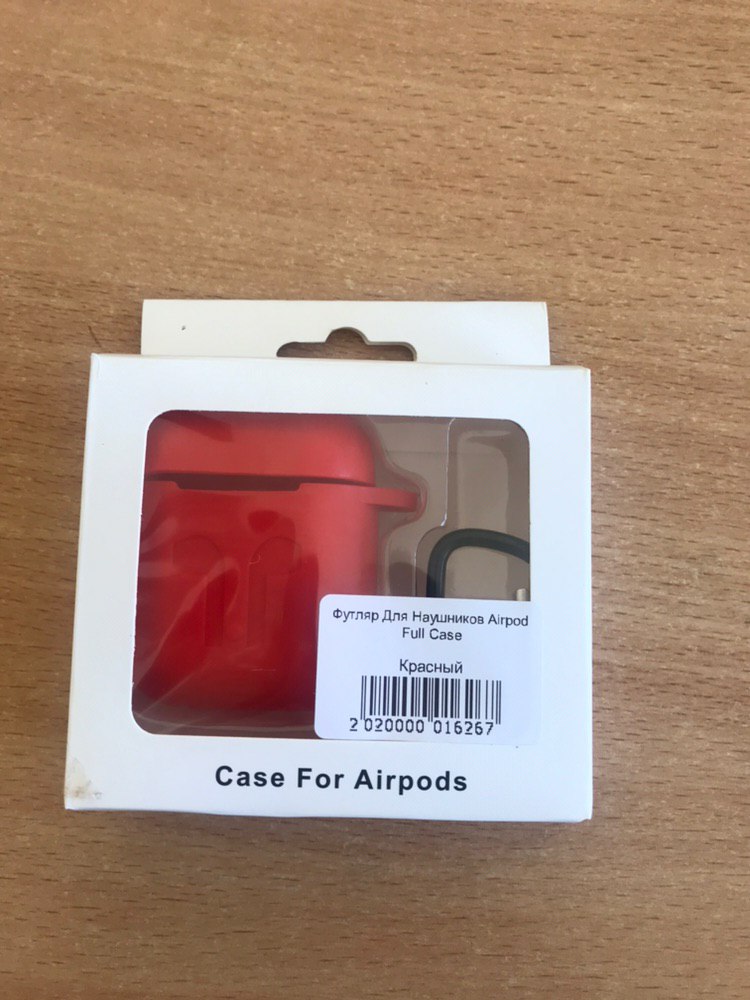 Футляр Для Наушников Airpod
Full Case
Красный
2 020000 016267
Case For Airpods